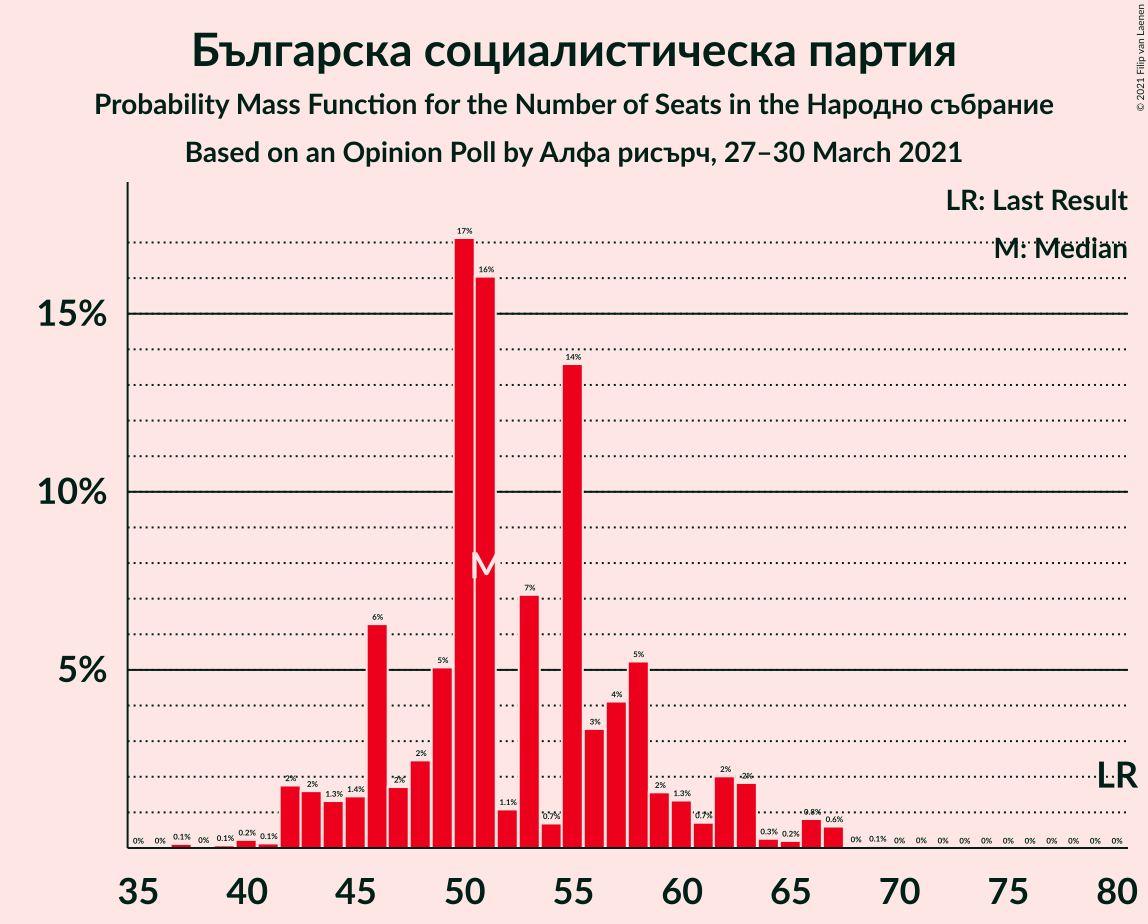 Българска социалистическа партия
Probability Mass Function for the Number of Seats in the Народно събрание
Based on an Opinion Poll by Алфа рисърч, 27–30 March 2021
© 2021 Filip van Laenen
LR: Last Result
M: Median
15%
10%
5%
0% 0% 0.1% 0% 0.1% 0.2% 0.1% 2% 2% 1.3% 1.4% 6% 2% 2% 5% 17% 16% 1.1% 7% 0.7% 14% 3% 4% 5% 2% 1.3% 0.7% 2% 2% 0.3% 0.2% 0.8% 0.6% 0% 0.1% 0% 0% 0% 0% 0% 0% 0% 0% 0% 0% 0%
M
LR
35 40 45 50 55 60 65 70 75 80